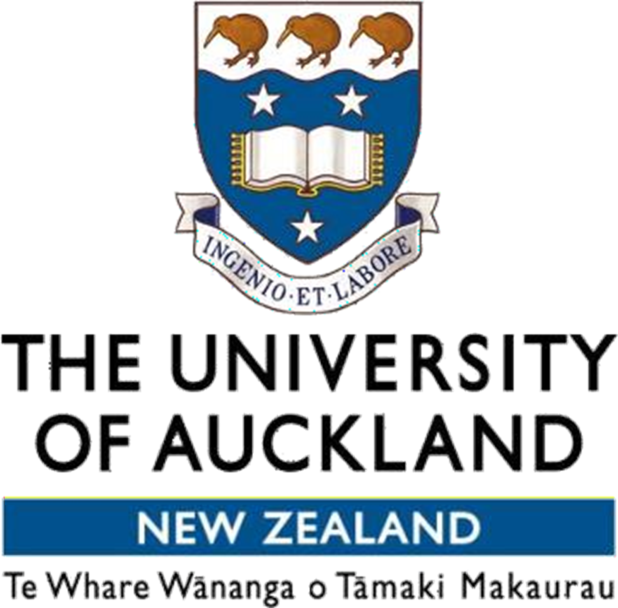 INGENIO·ET·LABORE
THE UNIVERSITY
OF AUCKLAND
NEW ZEALAND
Te Whare Wānanga o Tāmaki Makaurau